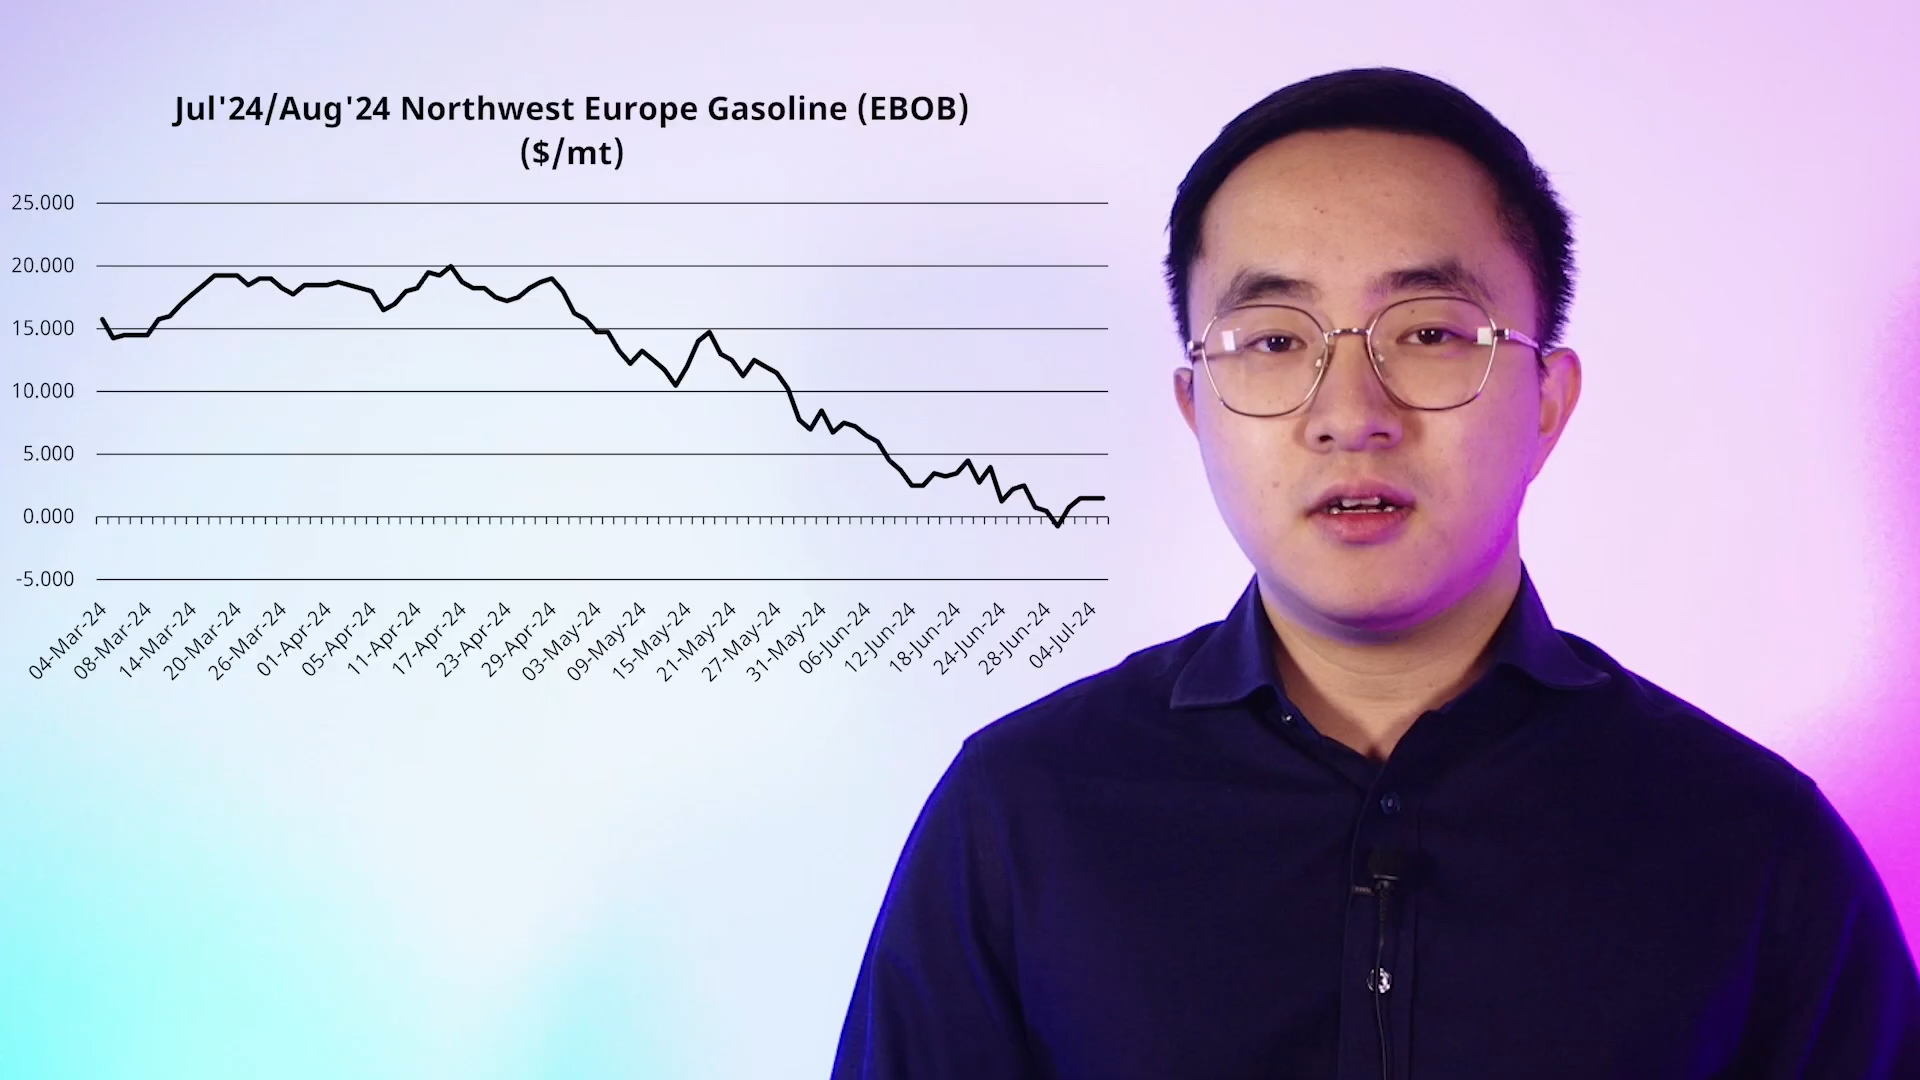 Jul'24/Aug'24 Northwest Europe Gasoline (EBOB)
($/mt)
25.000
20.000
15.000
10.000
5.000
0.000
-5.000
04-Mar-24
08-Mar-24
14-Mar-24
20-Mar-24
26-Mar-24
01-Apr-24
05-Apr-24
11-Apr-24
17-Apr-24
23-Apr-24
29-Apr-24
03-May-24
09-May-24
15-May-24
21-May-24
27-May-24
31-May-24
06-Jun-24
12-Jun-24
18-Jun-24
24-Jun-24
28-Jun-24
04-Jul-24